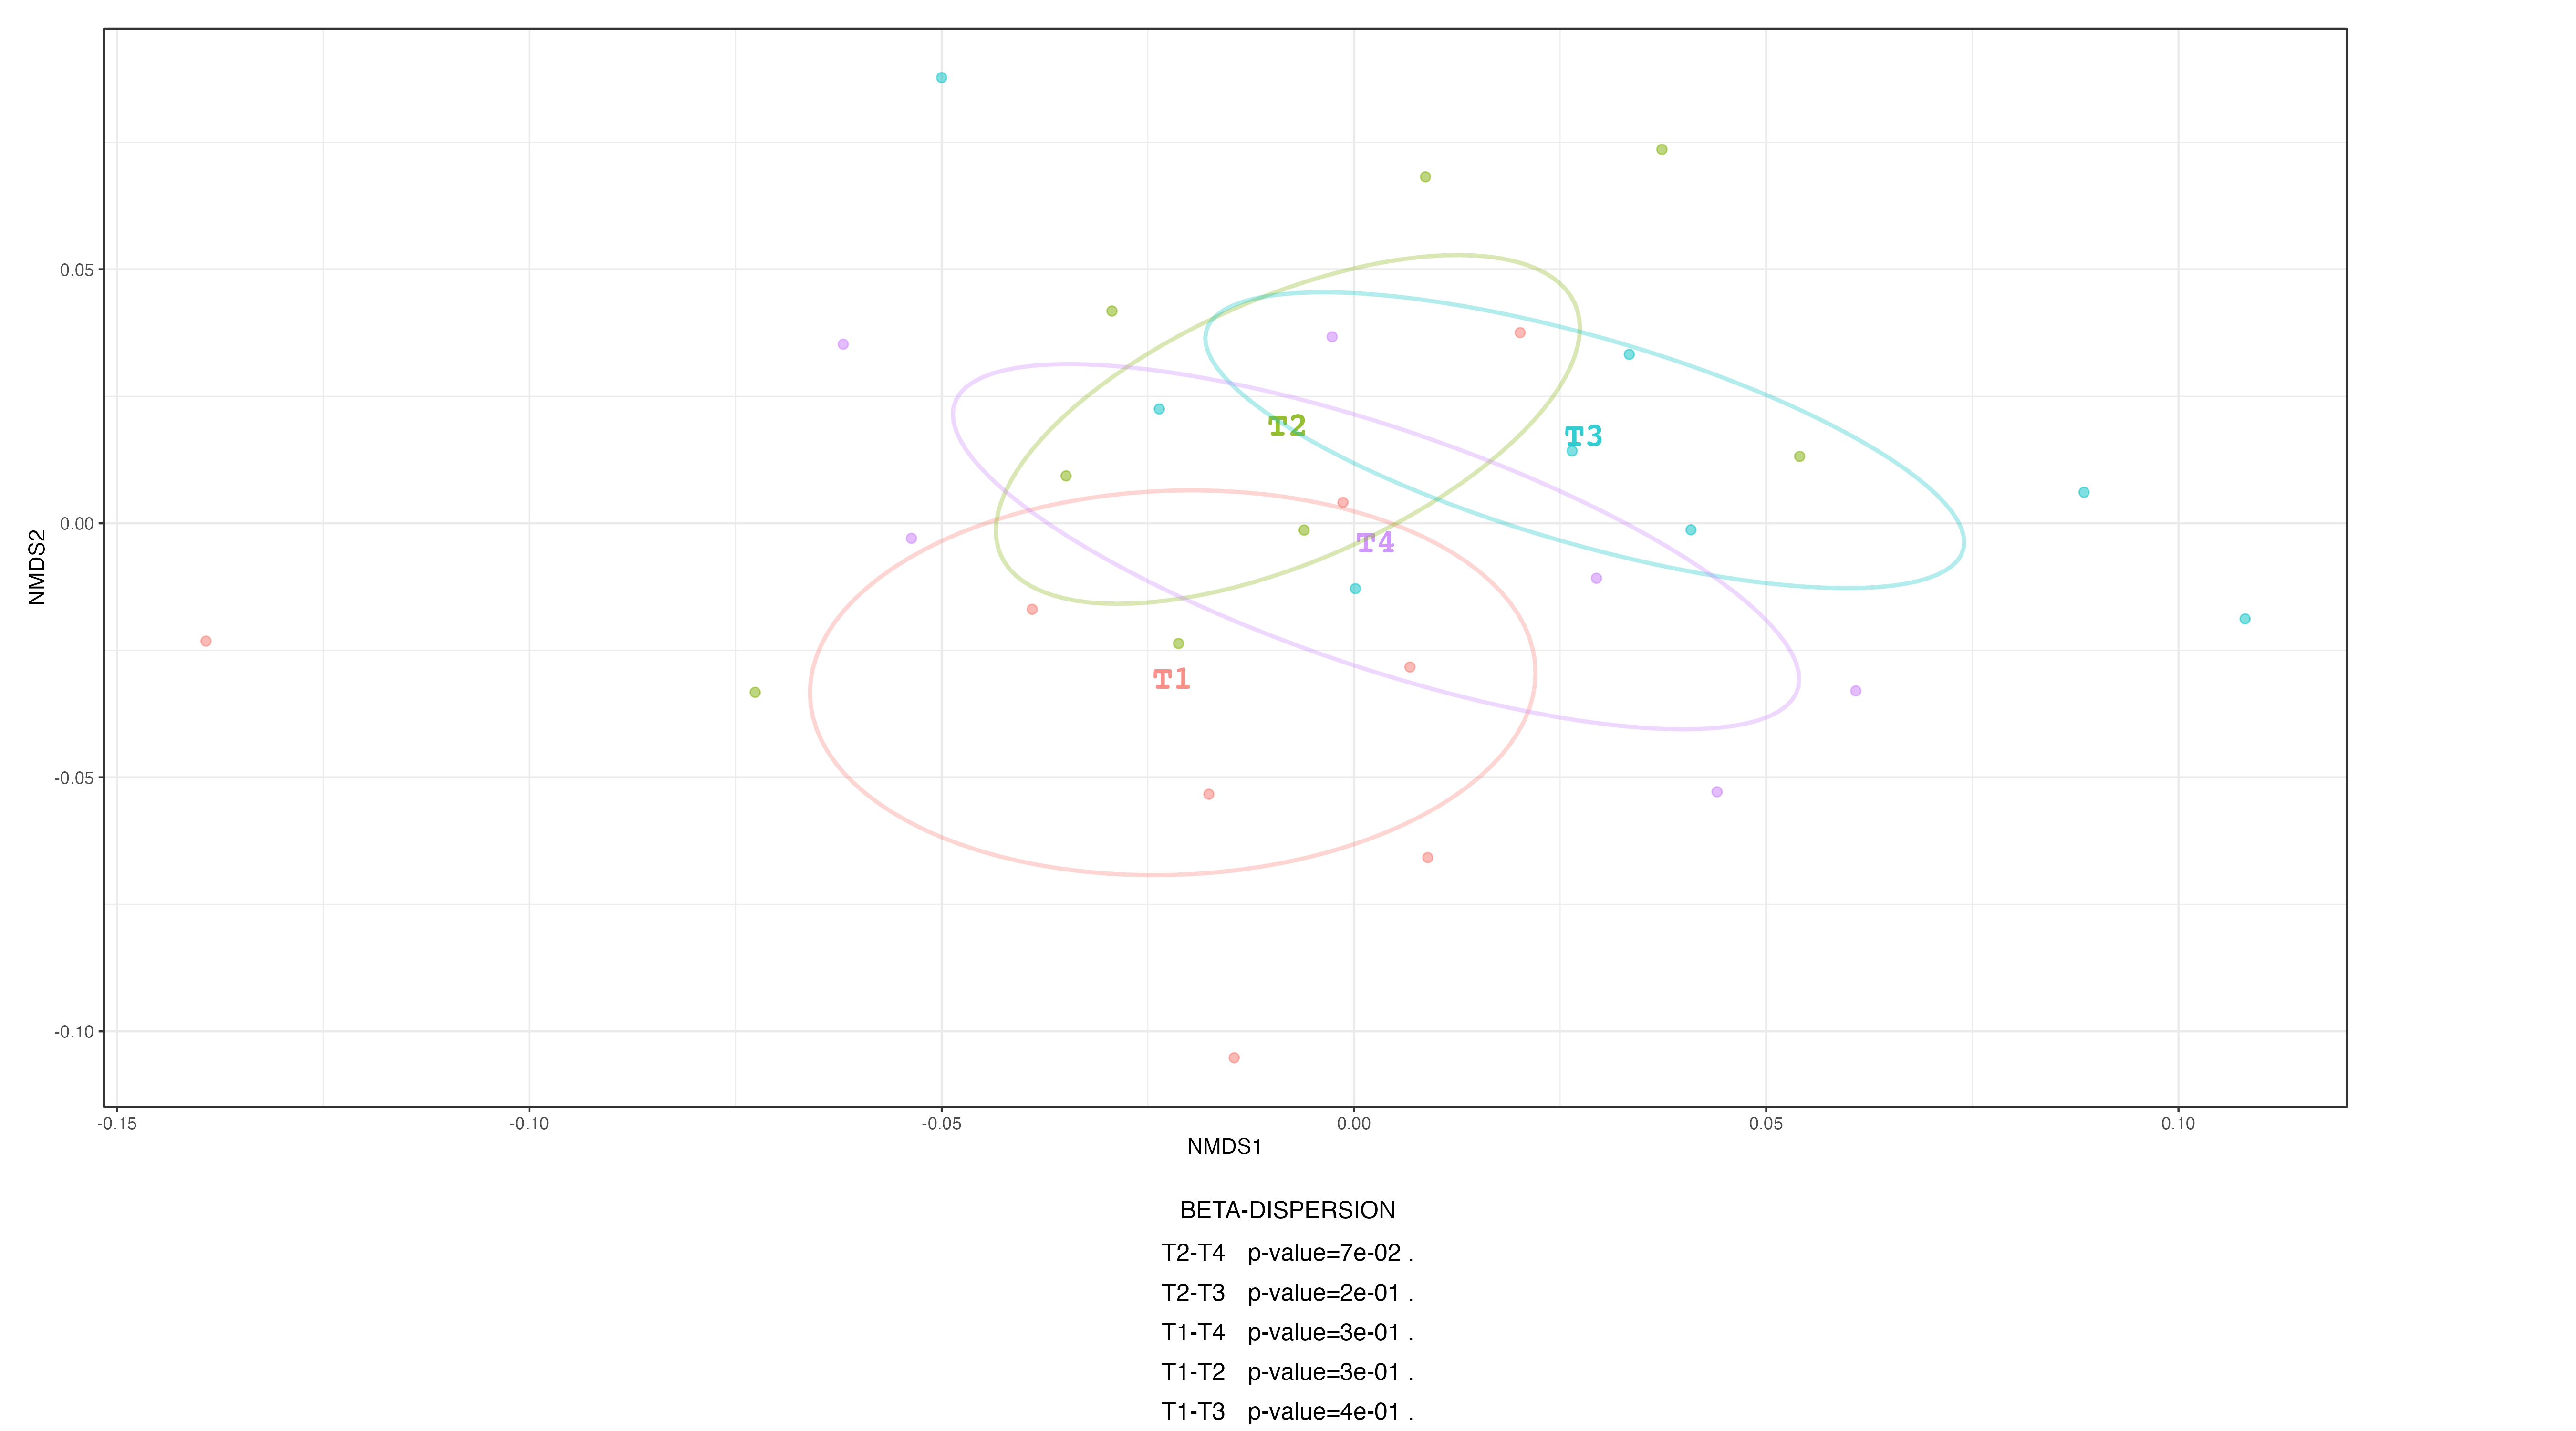 NMDS2
0.05
0.00
-0.05
-0.10
T2
T3
T4
T1
-0.15 -0.10 -0.05 0.00 0.05 0.10
NMDS1
BETA-DISPERSION
T2-T4 p-value=7e-02 .
T2-T3 p-value=2e-01 .
T1-T4 p-value=3e-01 .
T1-T2 p-value=3e-01 .
T1-T3 p-value=4e-01 .